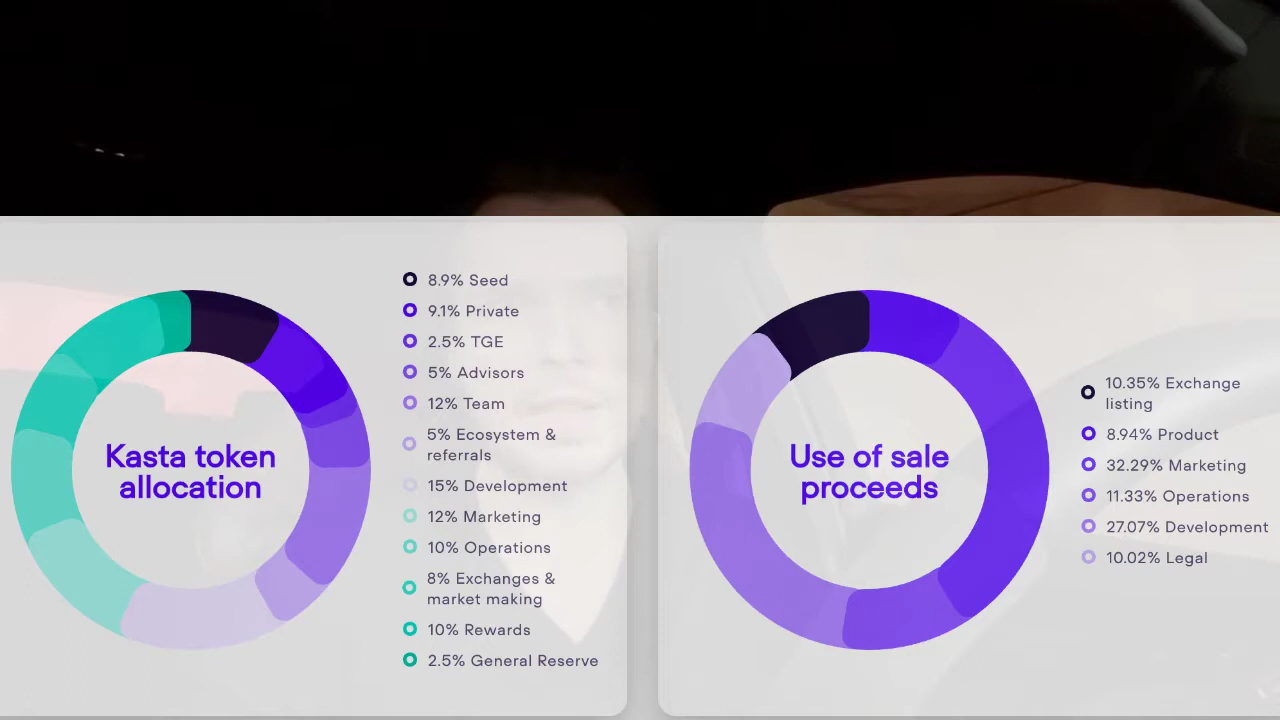 Kasta token
allocation
8.9% Seed
9.1% Private
2.5% TGE
5% Advisors
12% Team
5% Ecosystem &
referrals
15% Development
12% Marketing
10% Operations
8% Exchanges &
market making
10% Rewards
2.5% General Reserve
Use of sale
proceeds
10.35% Exchange
listing
8.94% Product
32.29% Marketing
11.33% Operations
27.07% Development
10.02% Legal